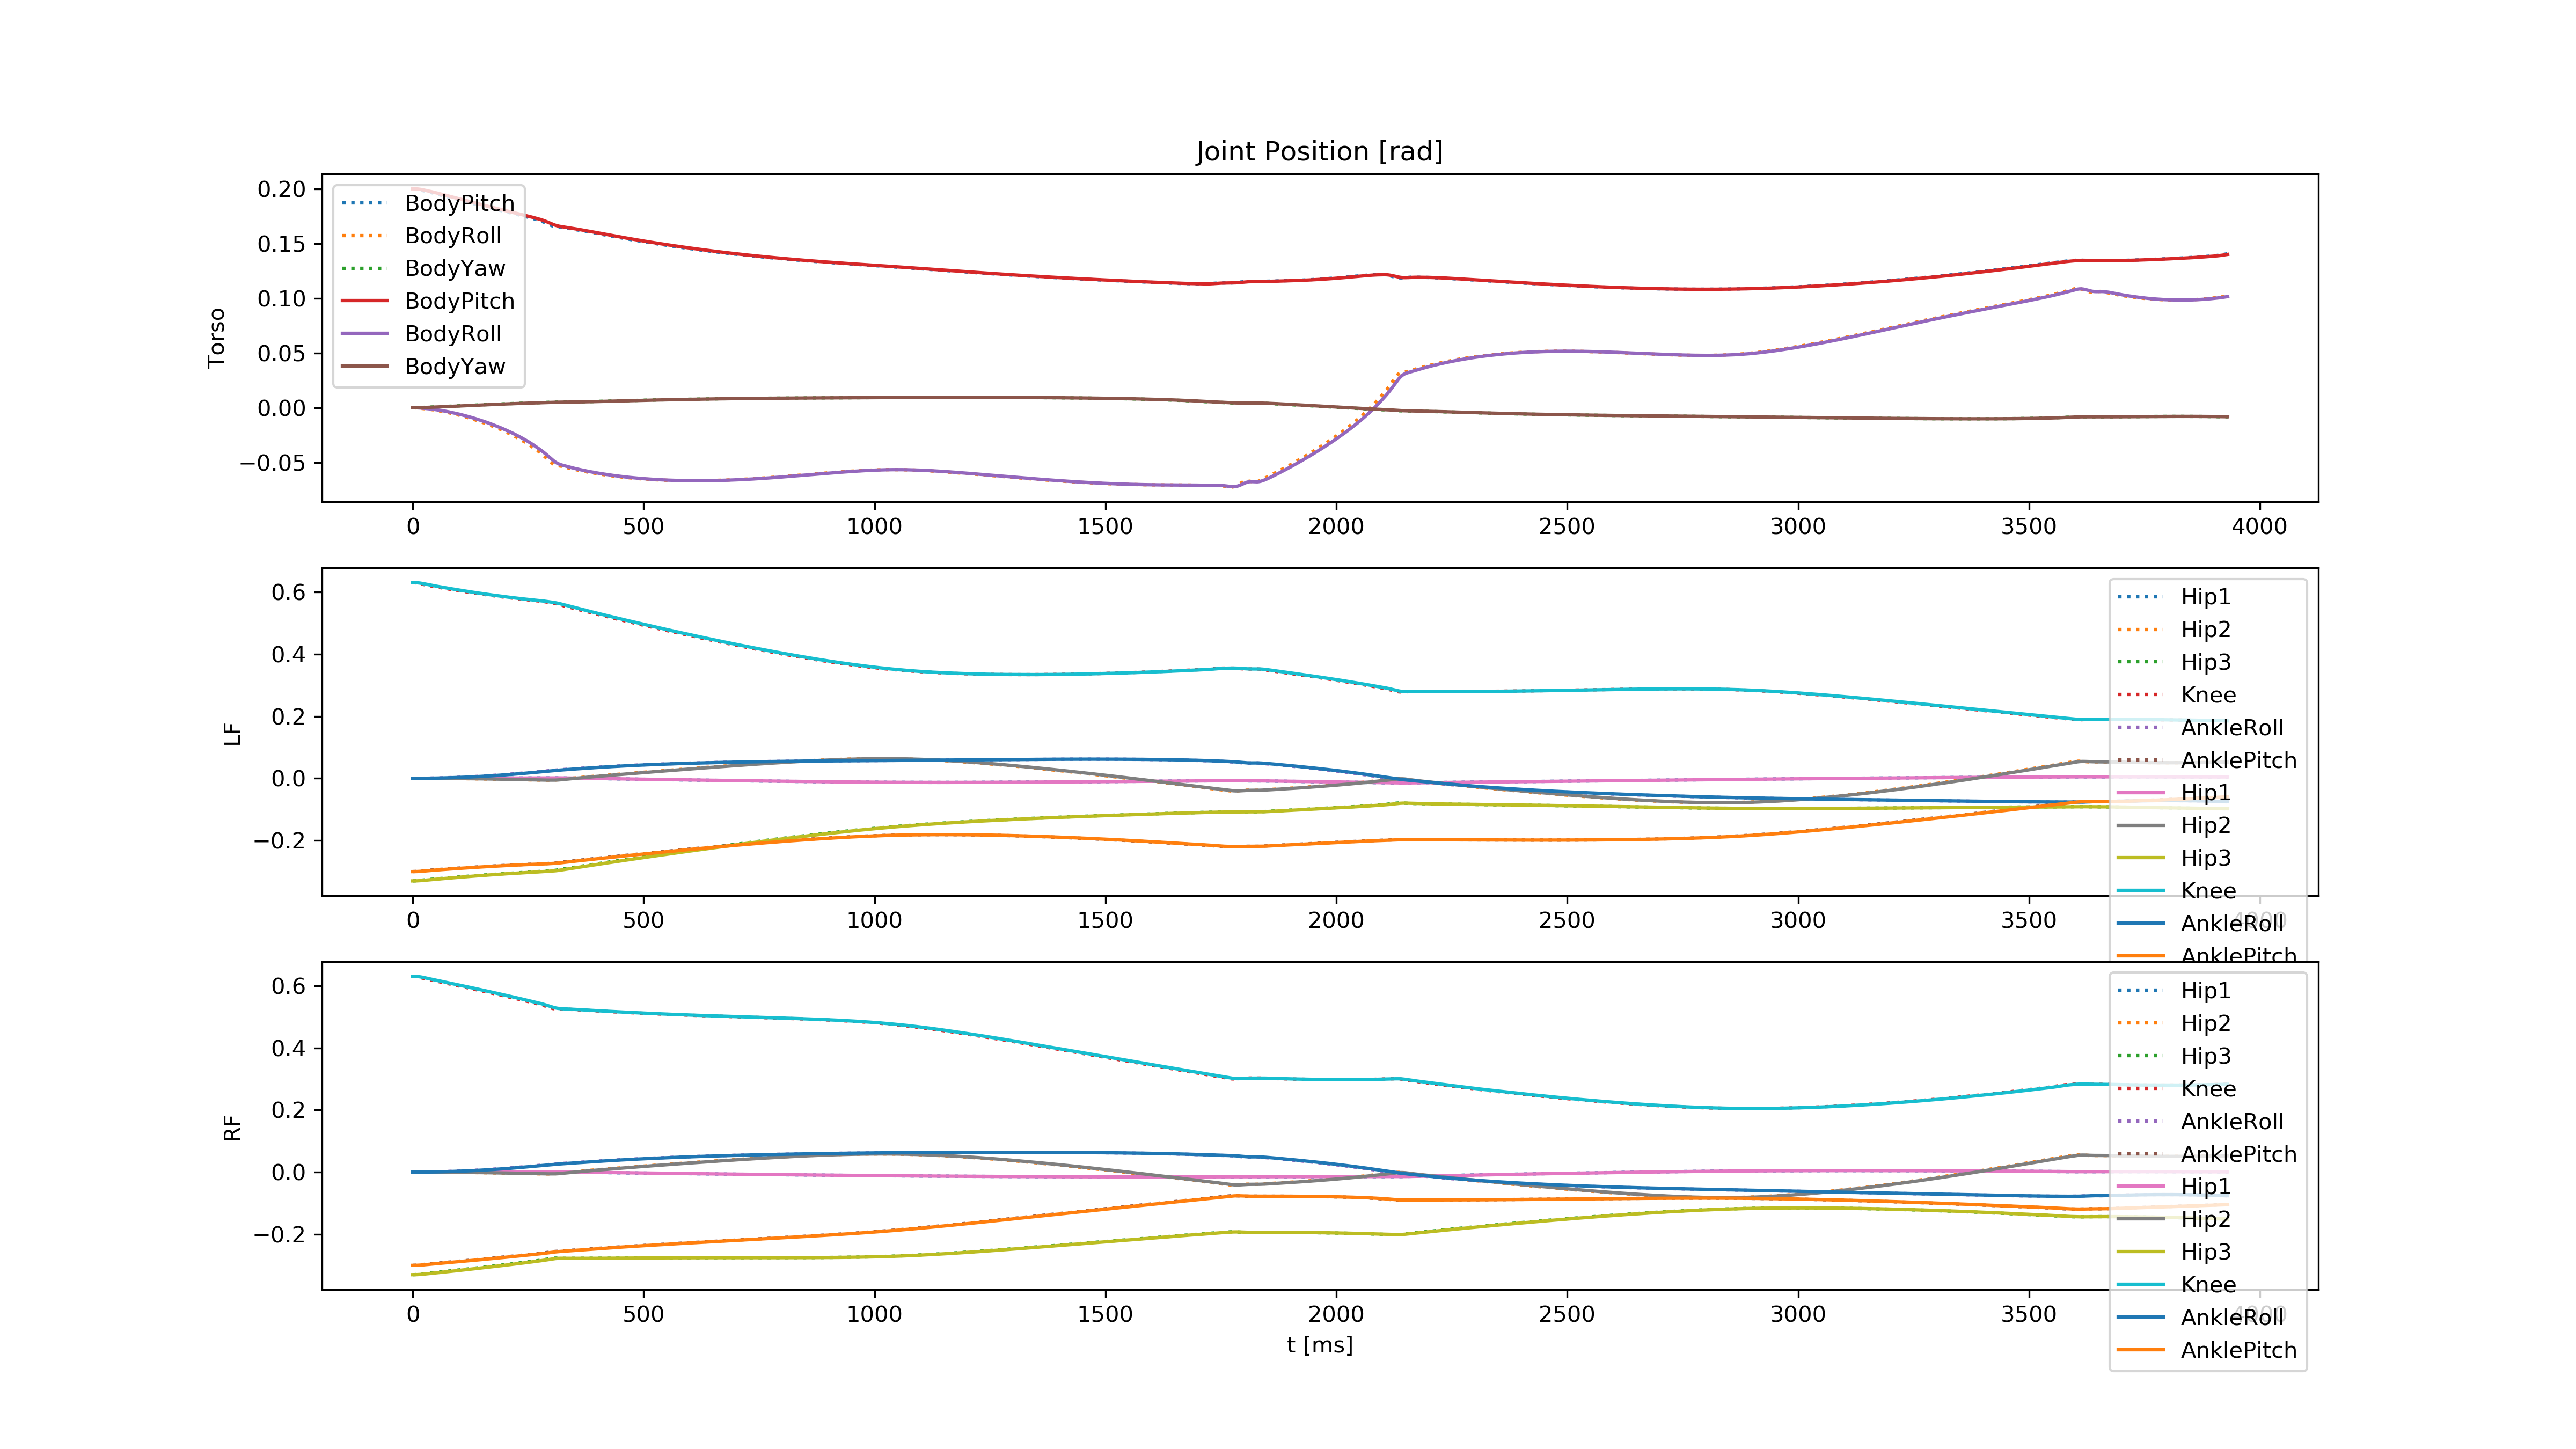 Joint Position [rad]
Torso
0.20
0.15
0.10
0.05
0.00
−0.05
BodyPitch
BodyRoll
BodyYaw
BodyPitch
BodyRoll
BodyYaw
0 500 1000 1500 2000 2500 3000 3500 4000
LF
0.6
0.4
0.2
0.0
−0.2
Hip1
Hip2
Hip3
Knee
AnkleRoll
AnklePitch
Hip1
Hip2
Hip3
Knee
AnkleRoll
AnklePitch
0 500 1000 1500 2000 2500 3000 3500 4000
RF
0.6
0.4
0.2
0.0
−0.2
Hip1
Hip2
Hip3
Knee
AnkleRoll
AnklePitch
Hip1
Hip2
Hip3
Knee
AnkleRoll
AnklePitch
0 500 1000 1500 2000 2500 3000 3500 4000
t [ms]